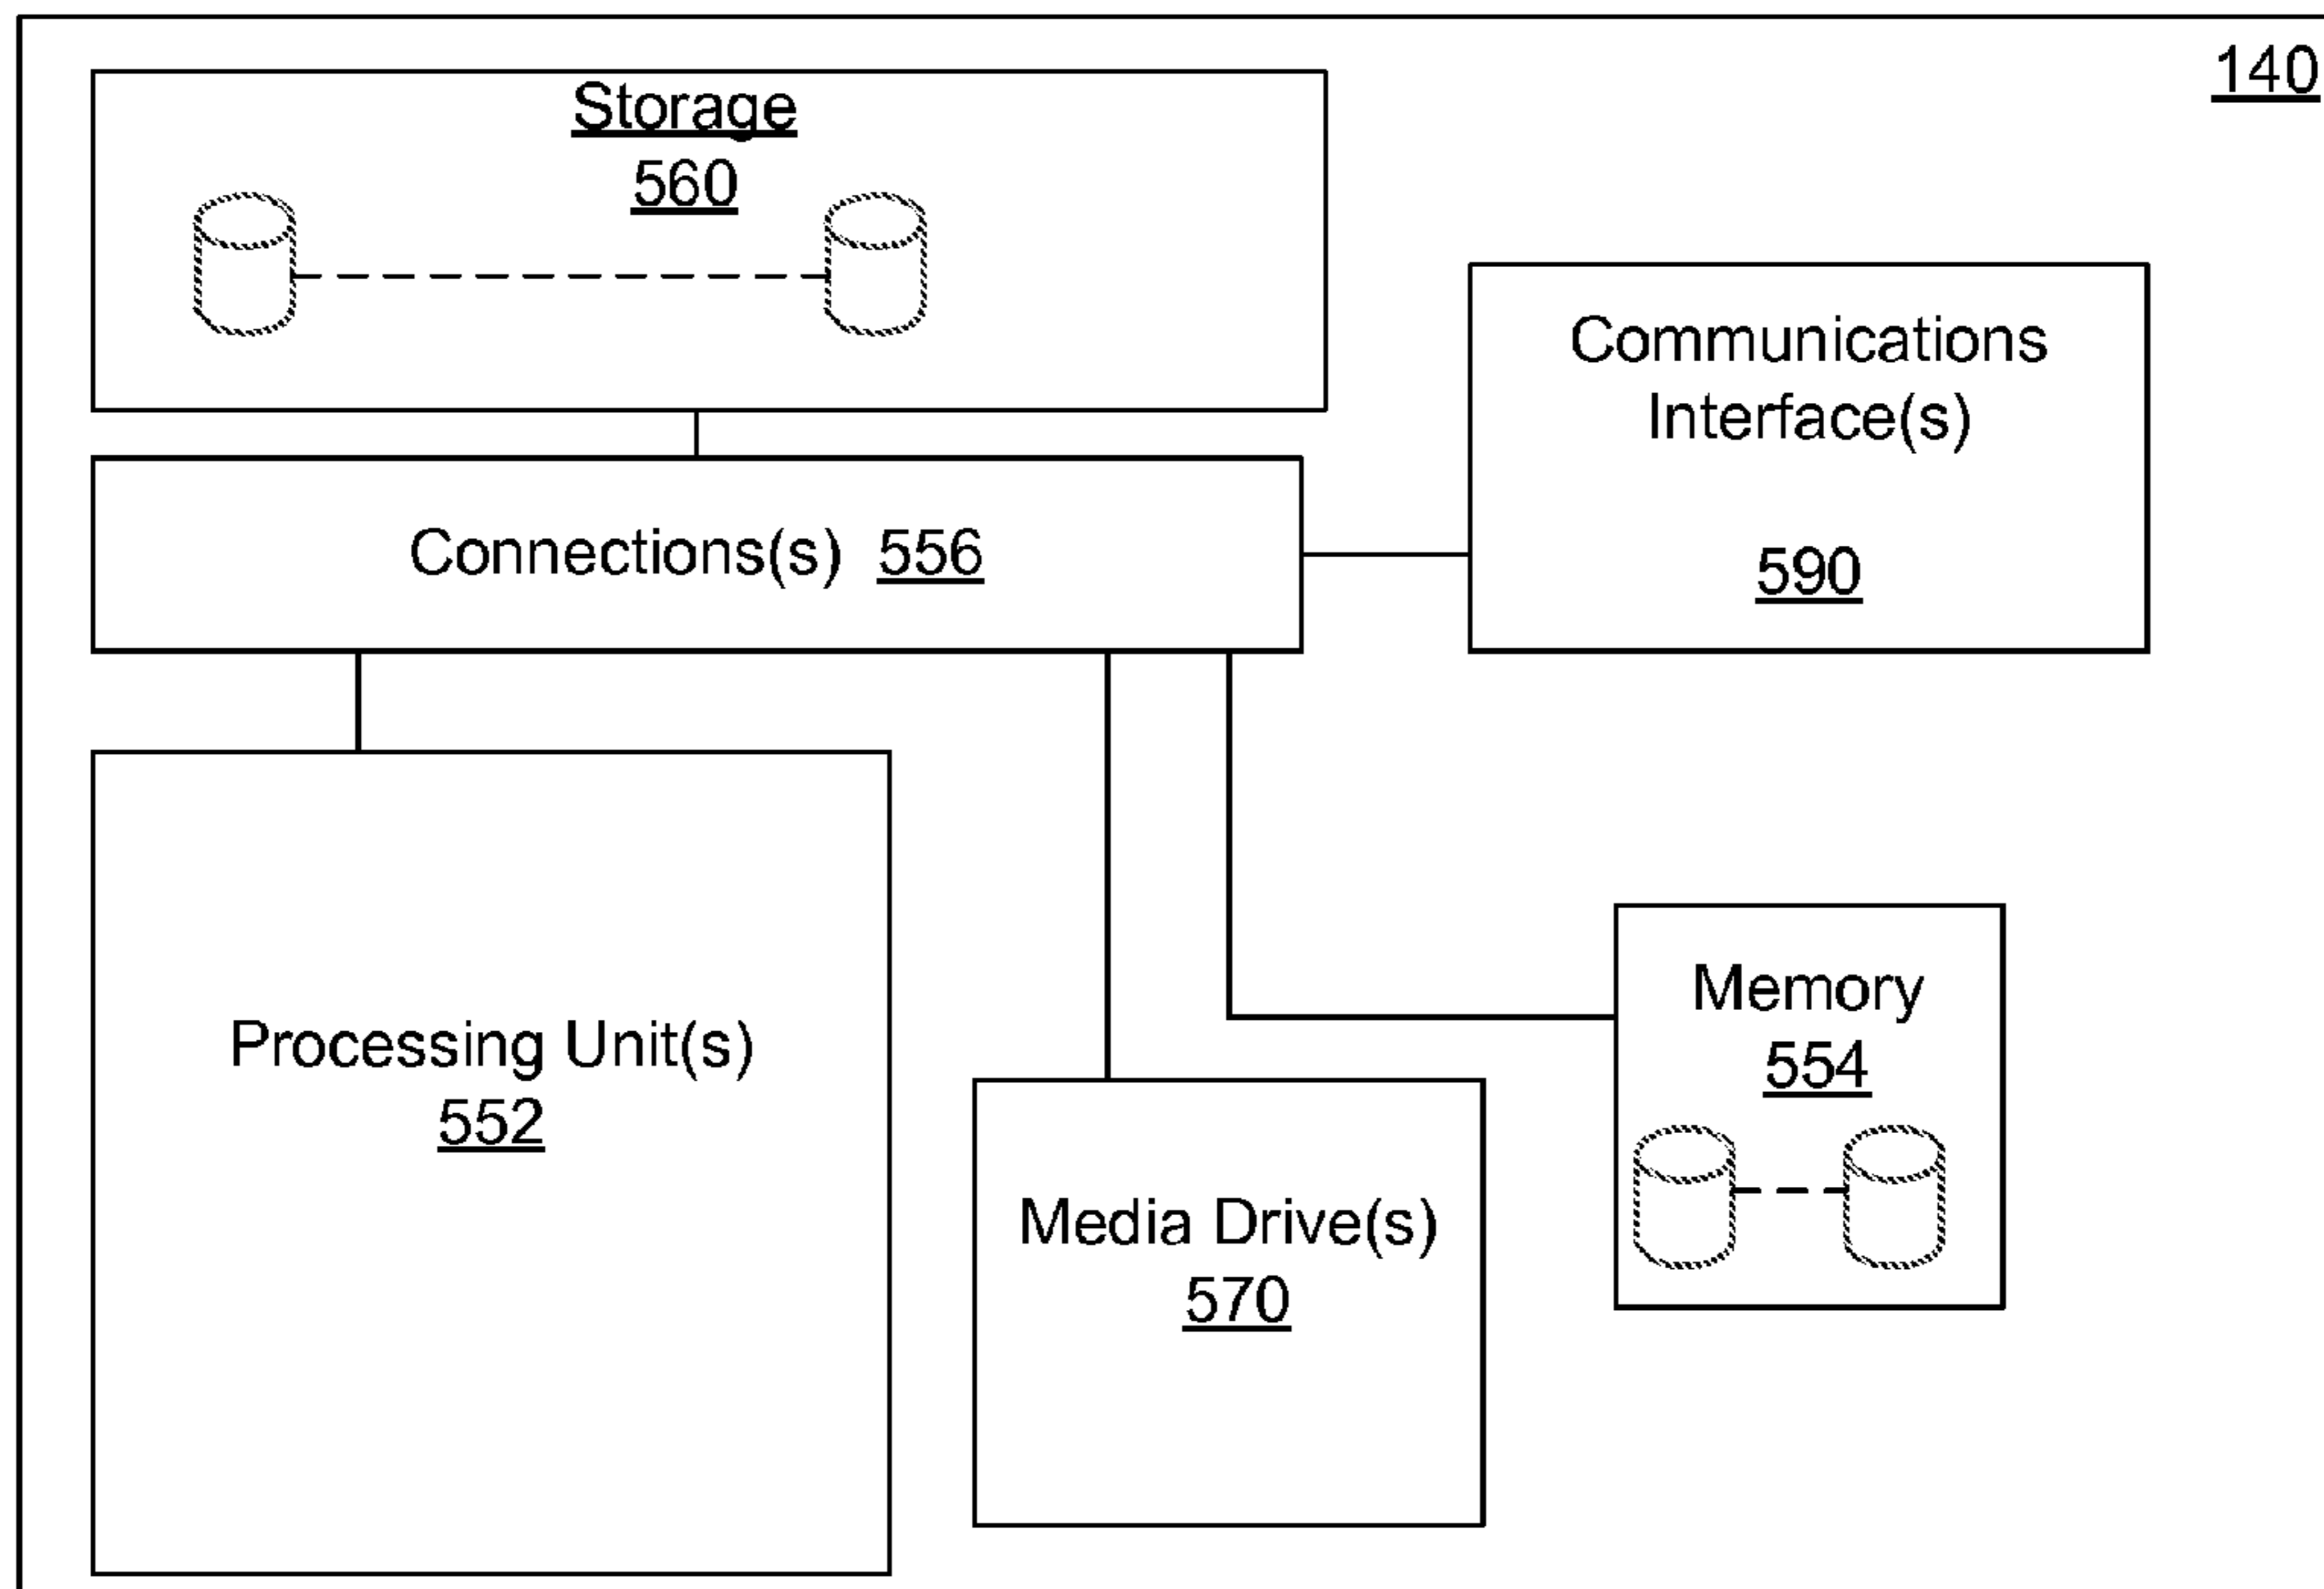 140
Storage
560
Communications
Interface(s)
590
Connections(s) 556
Processing Unit(s)
552
Memory
554
Media Drive(s)
570